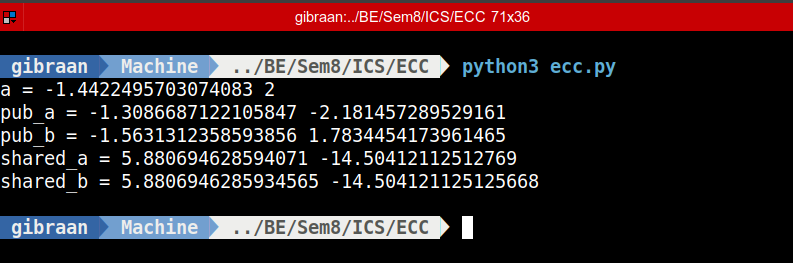 gibraan:../BE/Sem8/ICS/ECC 71x36
gibraan Machine ../BE/Sem8/ICS/ECC python3 ecc.py
a = -1.4422495703074083 2
pub_a = -1.3086687122105847 -2.181457289529161
pub_b = -1.5631312358593856 1.7834454173961465
shared_a = 5.880694628594071 -14.50412112512769
shared_b = 5.8806946285934565 -14.504121125125668
gibraan Machine ../BE/Sem8/ICS/ECC